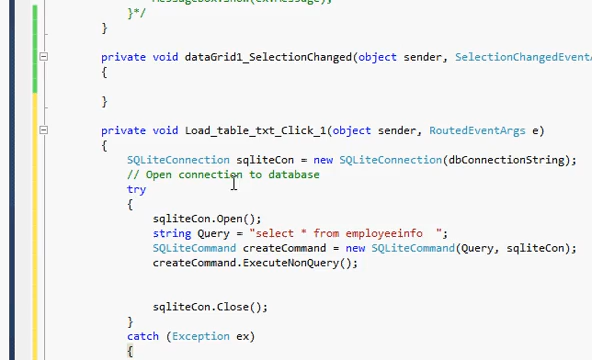 MessageBox.Show(ex.Message);
}*/
}
private void dataGrid1_SelectionChanged(object sender, SelectionChangedEventA
{
}
private void Load_table_txt_Click_1(object sender, RoutedEventArgs e)
{
SQLiteConnection sqliteCon = new SQLiteConnection(dbConnectionString);
// Open connection to database
try
{
sqliteCon.Open();
string Query = "select * from employeeinfo  ";
SQLiteCommand createCommand = new SQLiteCommand(Query, sqliteCon);
createCommand.ExecuteNonQuery();
sqliteCon.Close();
}
catch (Exception ex)
{